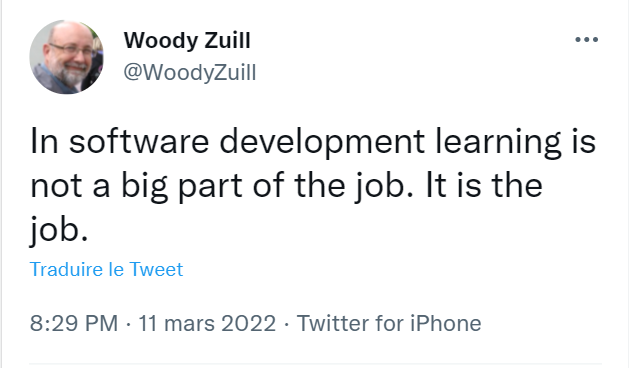 Woody Zuill
@WoodyZuill
In software development learning is
not a big part of the job. It is the
job.
Traduire le Tweet
8:29 PM · 11 mars 2022 · Twitter for iPhone